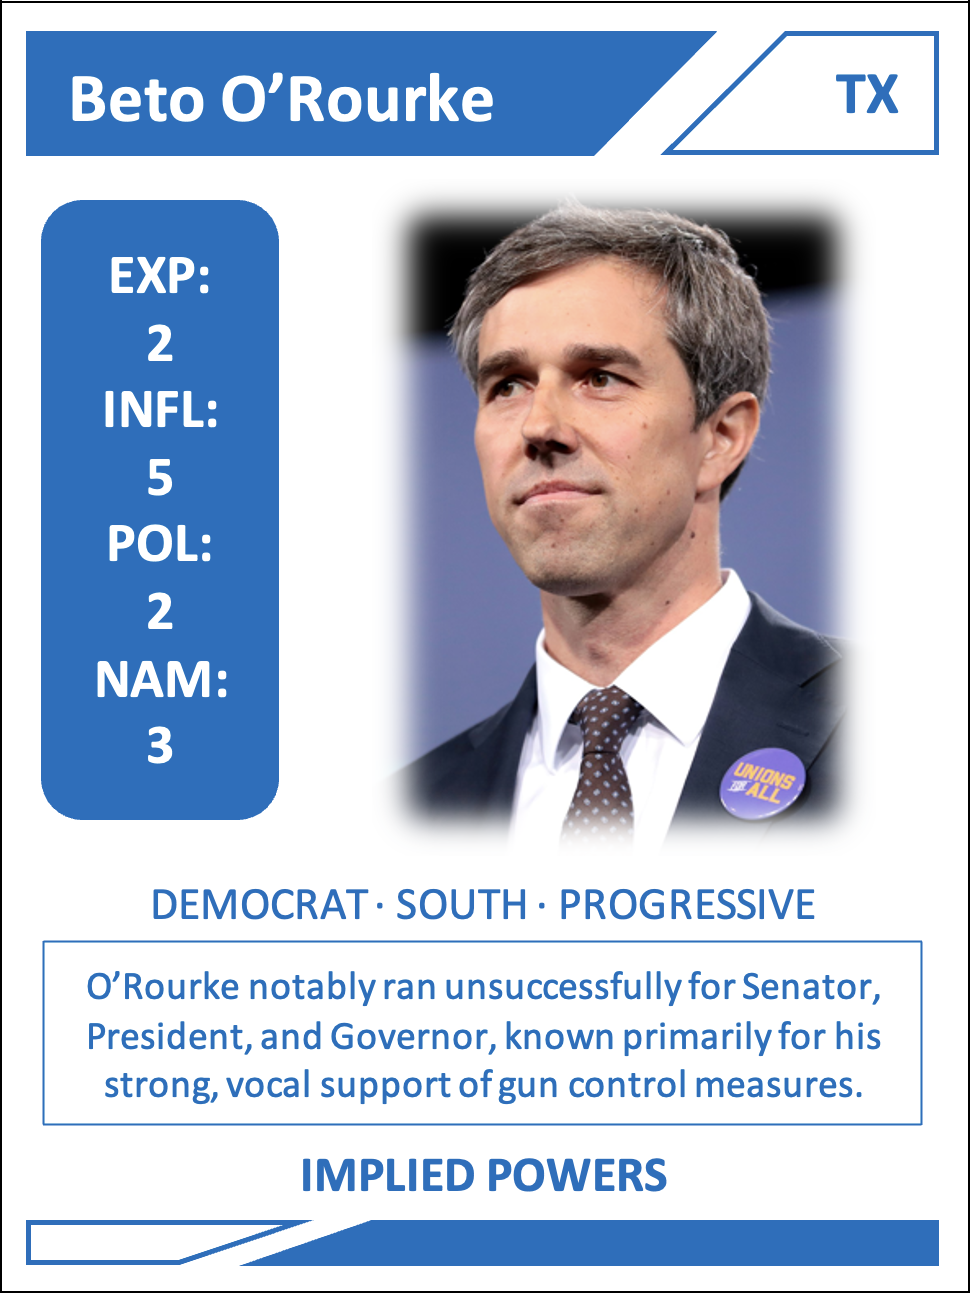 Beto O’Rourke
TX
EXP:
2
INFL:
5
POL:
2
NAM:
3
UNIONS
FOR ALL
DEMOCRAT · SOUTH · PROGRESSIVE
O’Rourke notably ran unsuccessfully for Senator,
President, and Governor, known primarily for his
strong, vocal support of gun control measures.
IMPLIED POWERS